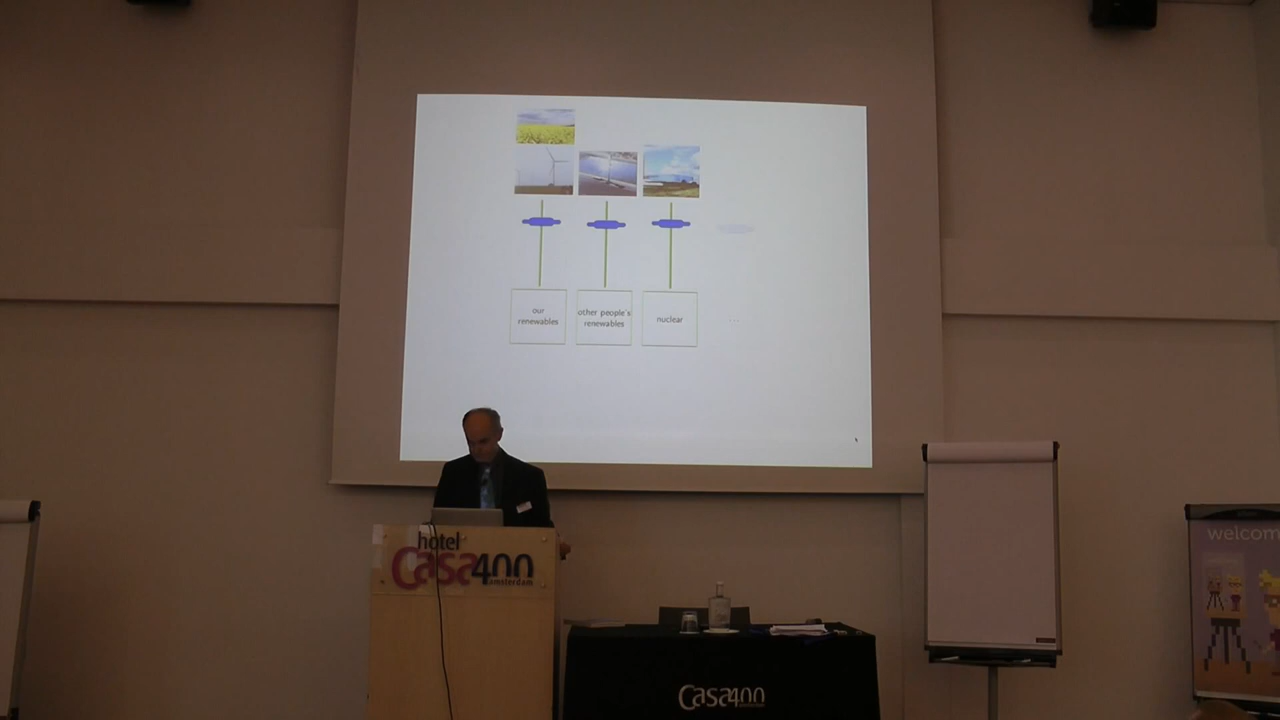 our
renewables
other people's
renewables
nuclear
...
hotel
Casa400
amsterdam
Casa400
welcom